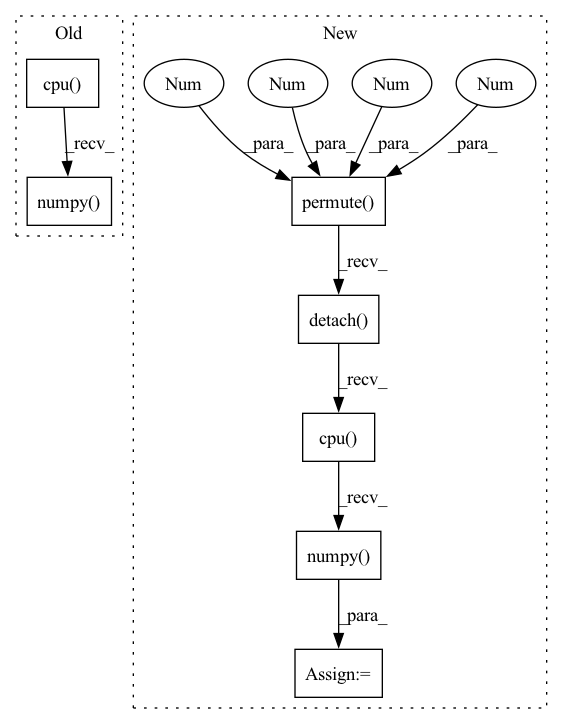 Old
New
cpu()
Num
Num
Num
Num
_recv_
_para_
_para_
_para_
_para_
numpy()
permute()
_recv_
detach()
_recv_
cpu()
_recv_
numpy()
_para_
Assign:=